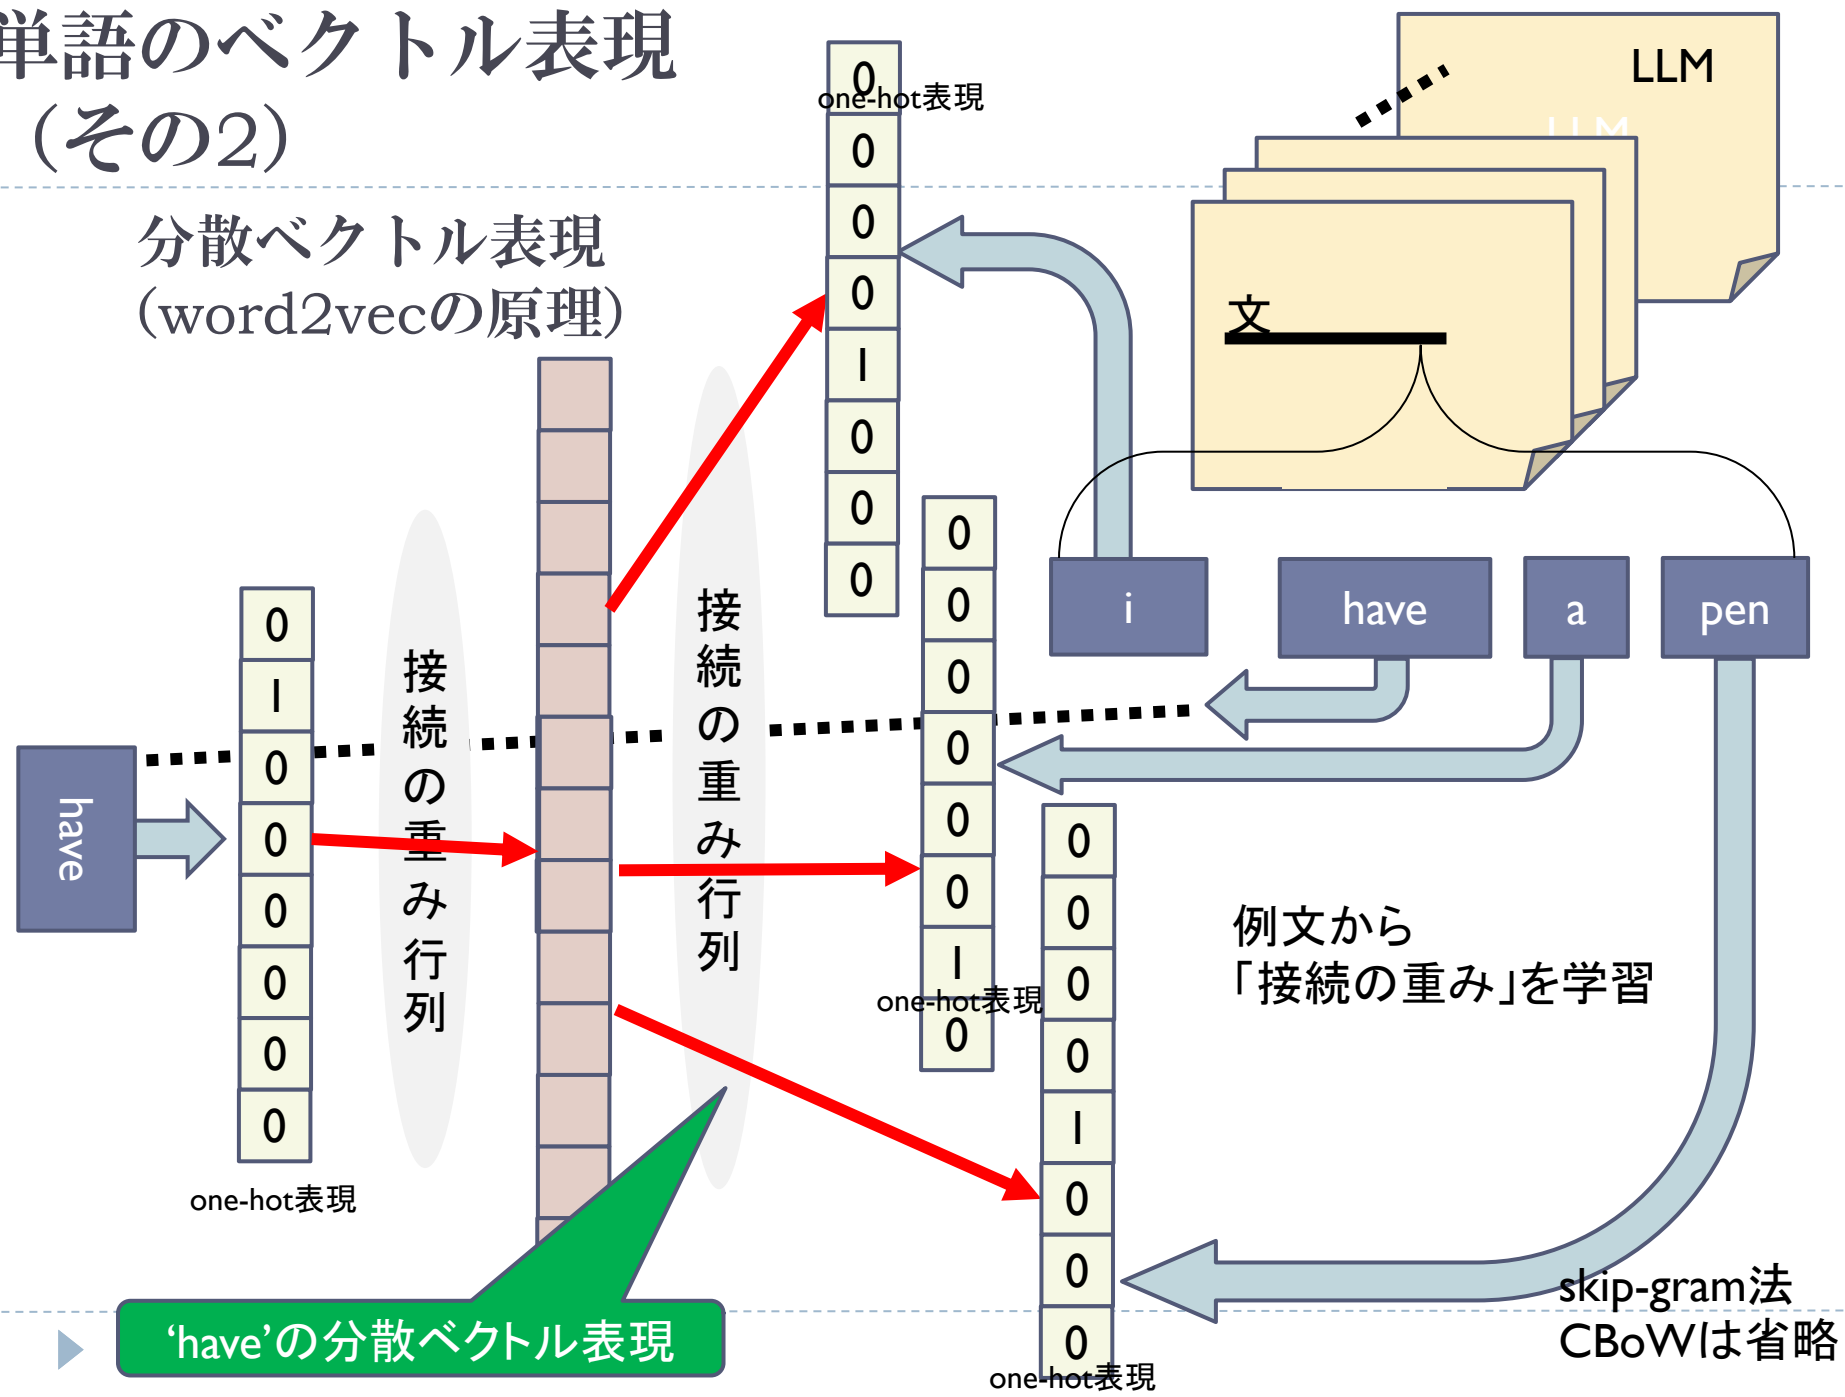 単語のベクトル表現
（その2）
分散ベクトル表現
（word2vecの原理）
LLM
LLM
文
i
have
a
pen
one-hot表現
0
0
0
0
1
0
0
0
0
0
0
0
0
0
1
0
one-hot表現
0
0
0
0
1
0
0
0
one-hot表現
have
0
1
0
0
0
0
0
0
one-hot表現
接続の重み行列
接続の重み行列
例文から
「接続の重み」を学習
'have'の分散ベクトル表現
skip-gram法
CBoWは省略